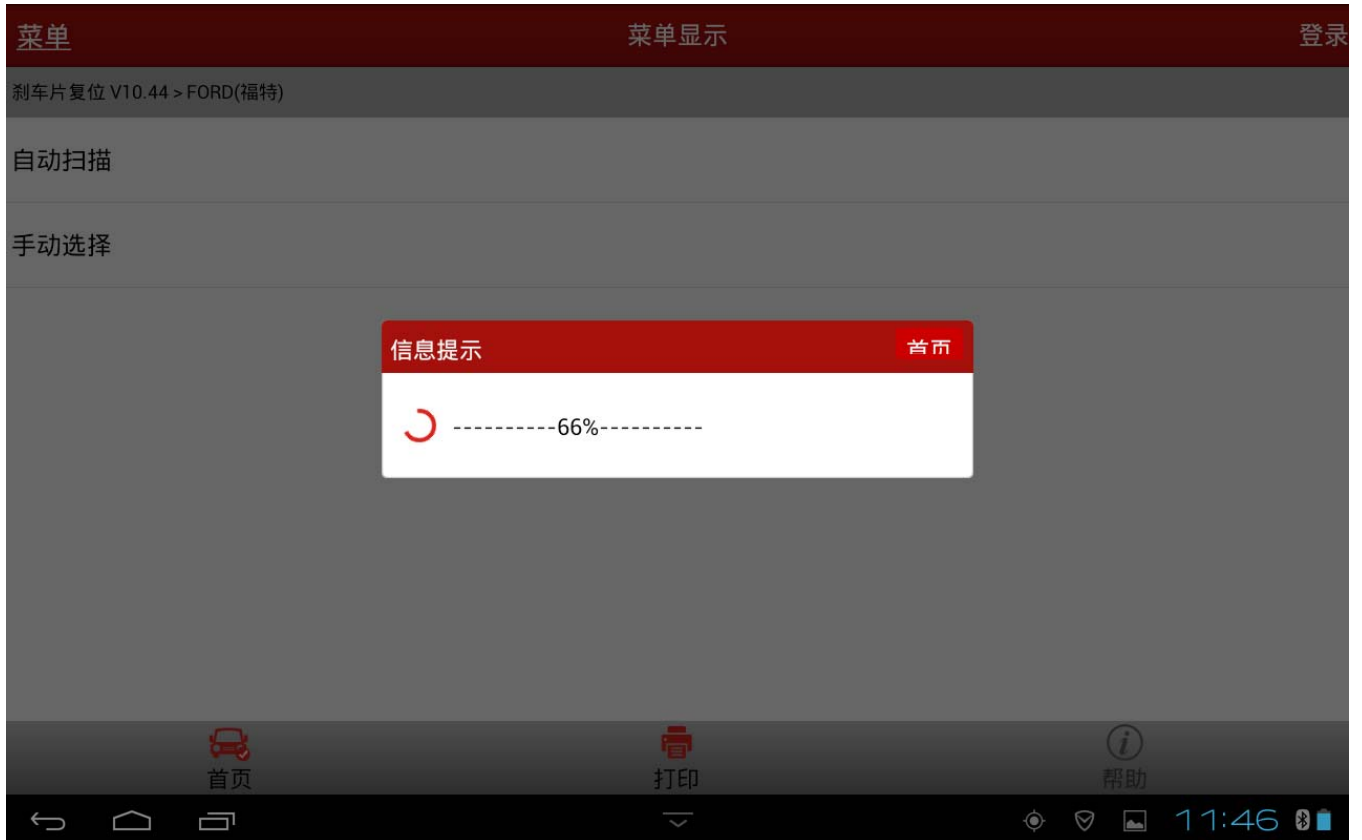 菜单
菜单显示
登录
刹车片复位 V10.44 > FORD(福特)
自动扫描
手动选择
信息提示
首页
----------66%----------
首页
打印
帮助
11:46